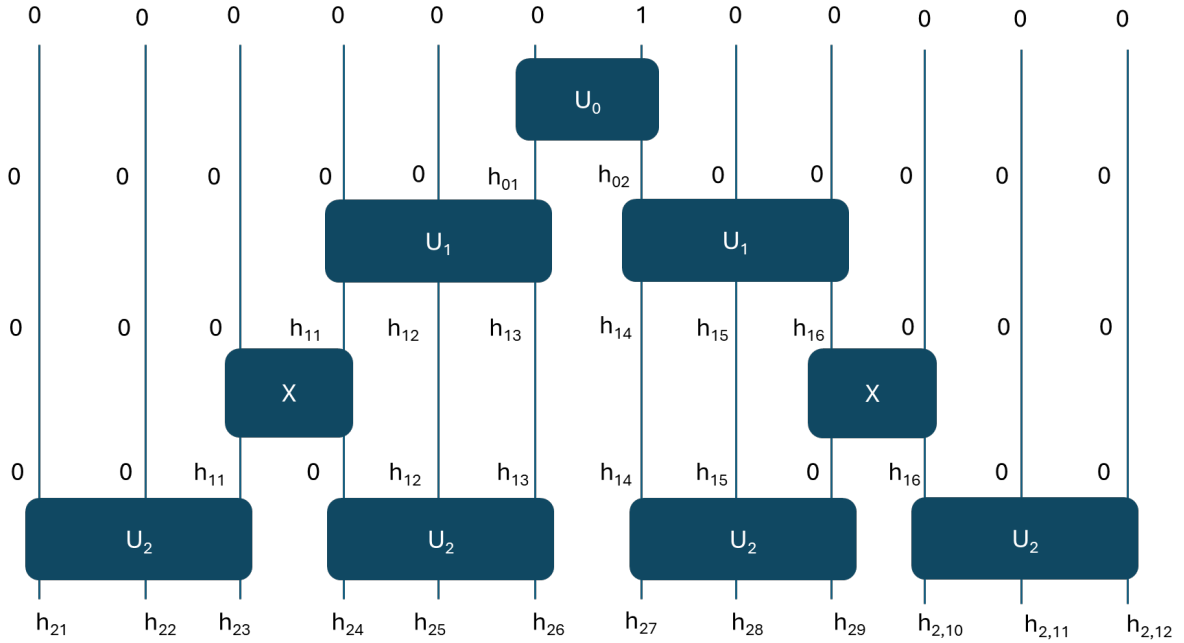 0 0 0 0 0 0 1 0 0 0 0 0
U₀
0 0 0 0 0 h₀₁ h₀₂ 0 0 0 0 0
U₁ U₁
0 0 0 h₁₁ h₁₂ h₁₃ h₁₄ h₁₅ h₁₆ 0 0 0
X X
0 0 h₁₁ 0 h₁₂ h₁₃ h₁₄ h₁₅ 0 h₁₆ 0 0
U₂ U₂ U₂ U₂
h₂₁ h₂₂ h₂₃ h₂₄ h₂₅ h₂₆ h₂₇ h₂₈ h₂₉ h₂,₁₀ h₂,₁₁ h₂,₁₂